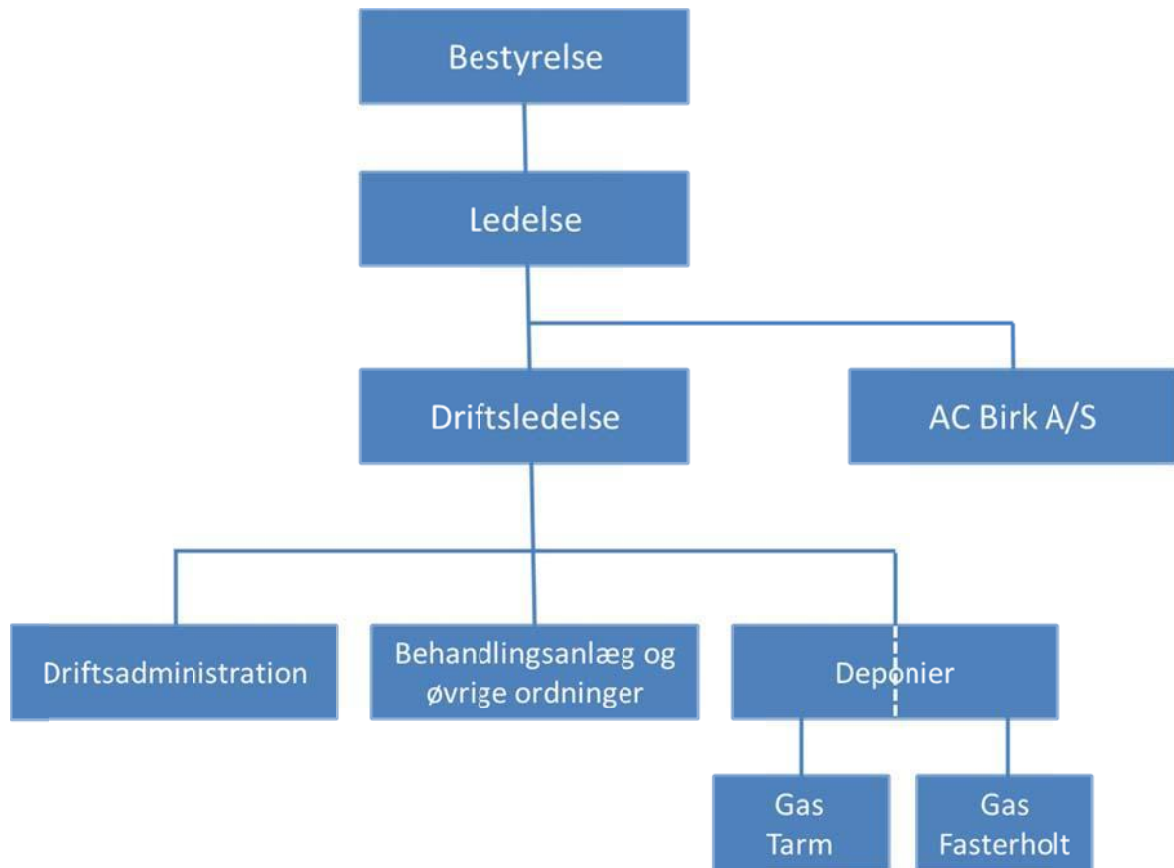 Bestyrelse
Ledelse
Driftsledelse
AC Birk A/S
Driftsadministration
Behandlingsanlæg og
øvrige ordninger
Deponier
Gas
Tarm
Gas
Fasterholt